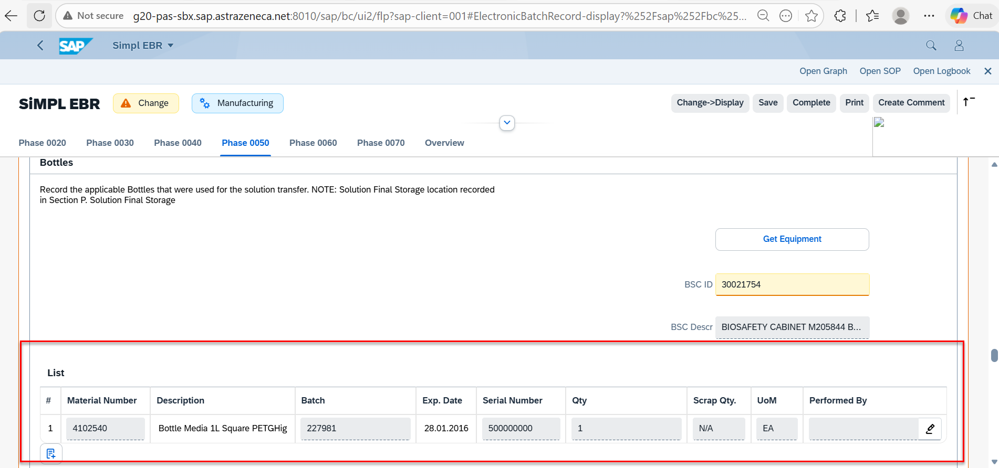 Not secure g20-pas-sbx.sap.astrazeneca.net:8010/sap/bc/ui2/flp?sap-client=001#ElectronicBatchRecord-display?%252Fsap%252Fbc%25... Chat
SAP Simpl EBR
Open Graph Open SOP Open Logbook
SiMPL EBR Change Manufacturing Change->Display Save Complete Print Create Comment
Phase 0020 Phase 0030 Phase 0040 Phase 0050 Phase 0060 Phase 0070 Overview
Bottles
Record the applicable Bottles that were used for the solution transfer. NOTE: Solution Final Storage location recorded
in Section P. Solution Final Storage
Get Equipment
BSC ID 30021754
BSC Descr BIOSAFETY CABINET M205844 B...
List
# Material Number Description Batch Exp. Date Serial Number Qty Scrap Qty. UoM Performed By
1 4102540 Bottle Media 1L Square PETGHig 227981 28.01.2016 500000000 1 N/A EA